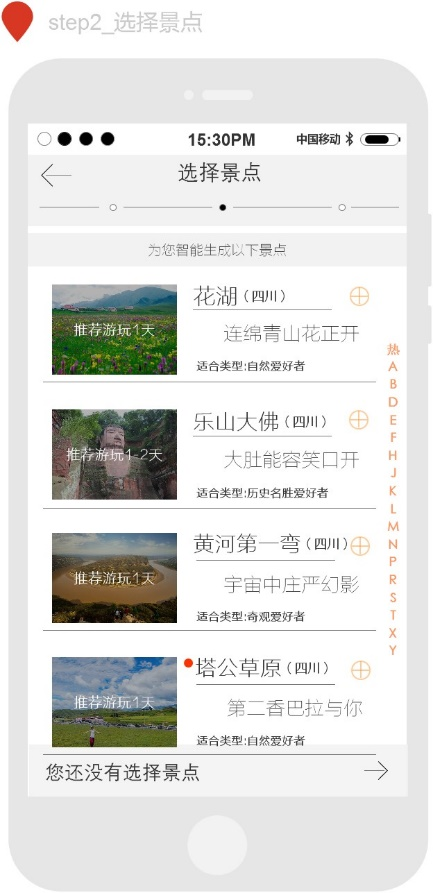 step2_选择景点
15:30PM 中国移动
选择景点
为您智能生成以下景点
花湖（四川）
推荐游玩1天
连绵青山花正开
适合类型:自然爱好者
乐山大佛（四川）
推荐游玩1-2天
大肚能容笑口开
适合类型:历史名胜爱好者
黄河第一弯（四川）
推荐游玩1天
宇宙中庄严幻影
适合类型:奇观爱好者
塔公草原（四川）
推荐游玩1天
第二香巴拉与你
适合类型:自然爱好者
热
A
B
D
E
F
H
J
K
L
M
N
P
R
S
T
X
Y
您还没有选择景点